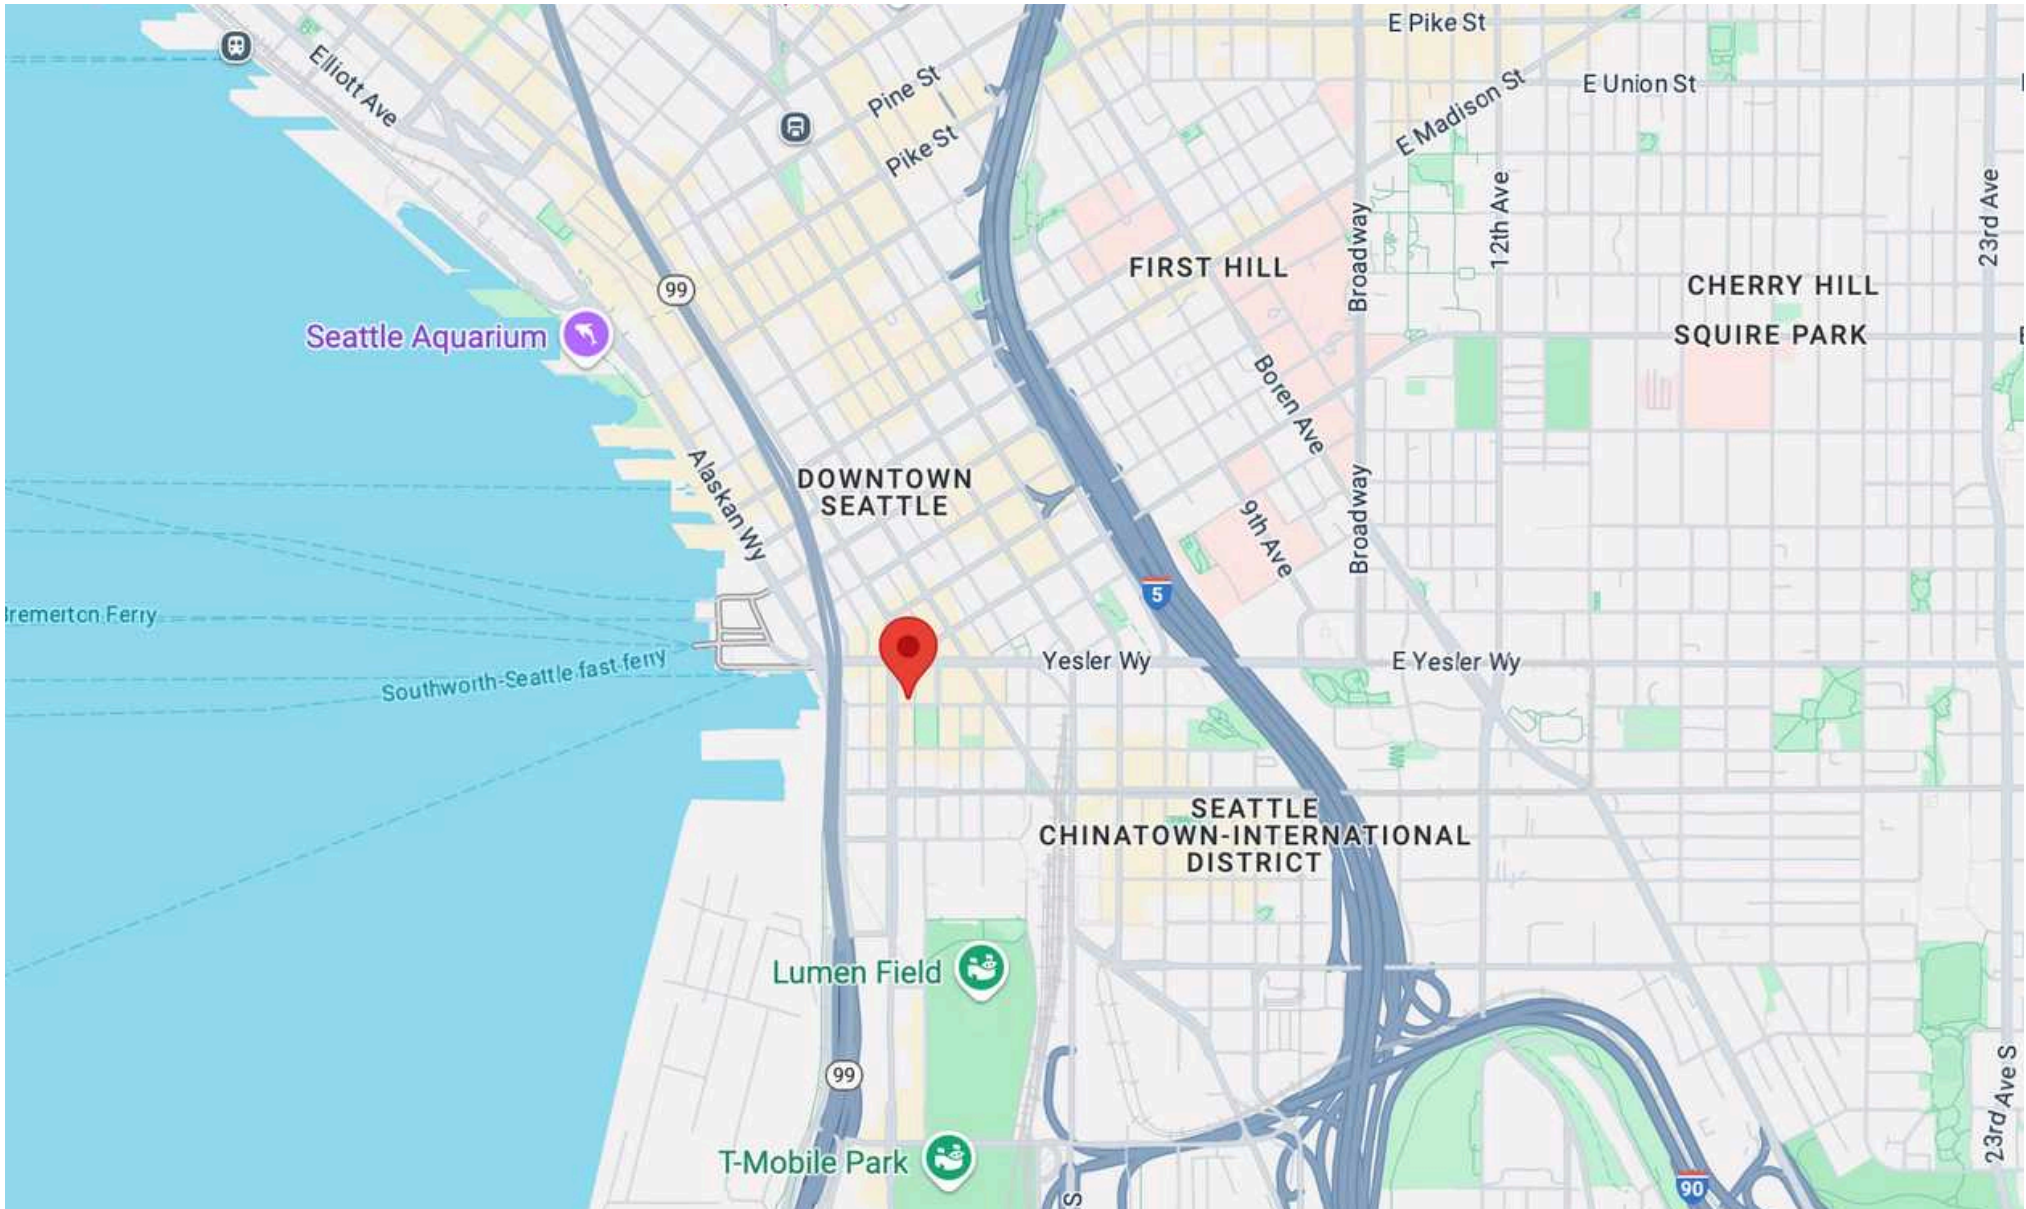 E Pike St
Elliott Ave
Pine St
Pike St
E Madison St
E Union St
Broadway
12th Ave
23rd Ave
99
FIRST HILL
CHERRY HILL
SQUIRE PARK
Seattle Aquarium
Boren Ave
DOWNTOWN
SEATTLE
Alaskan Wy
9th Ave
Broadway
5
Bremerton Ferry
Southworth-Seattle fast ferry
Yesler Wy
E Yesler Wy
SEATTLE
CHINATOWN-INTERNATIONAL
DISTRICT
Lumen Field
99
T-Mobile Park
S
90
23rd Ave S